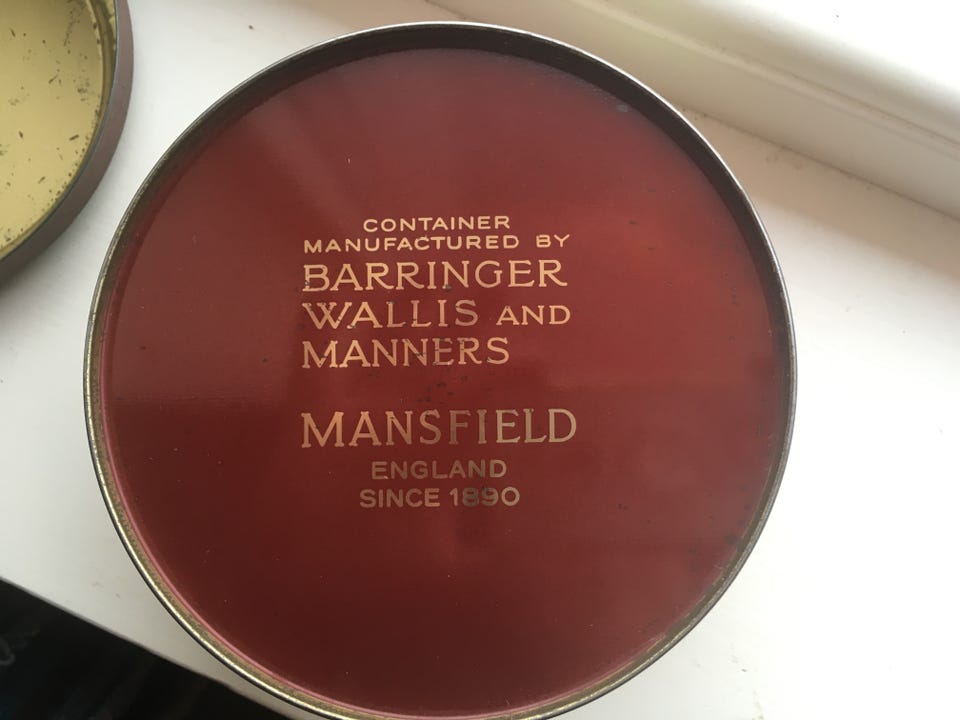 CONTAINER
MANUFACTURED BY
BARRINGER
WALLIS AND
MANNERS
MANSFIELD
ENGLAND
SINCE 1890